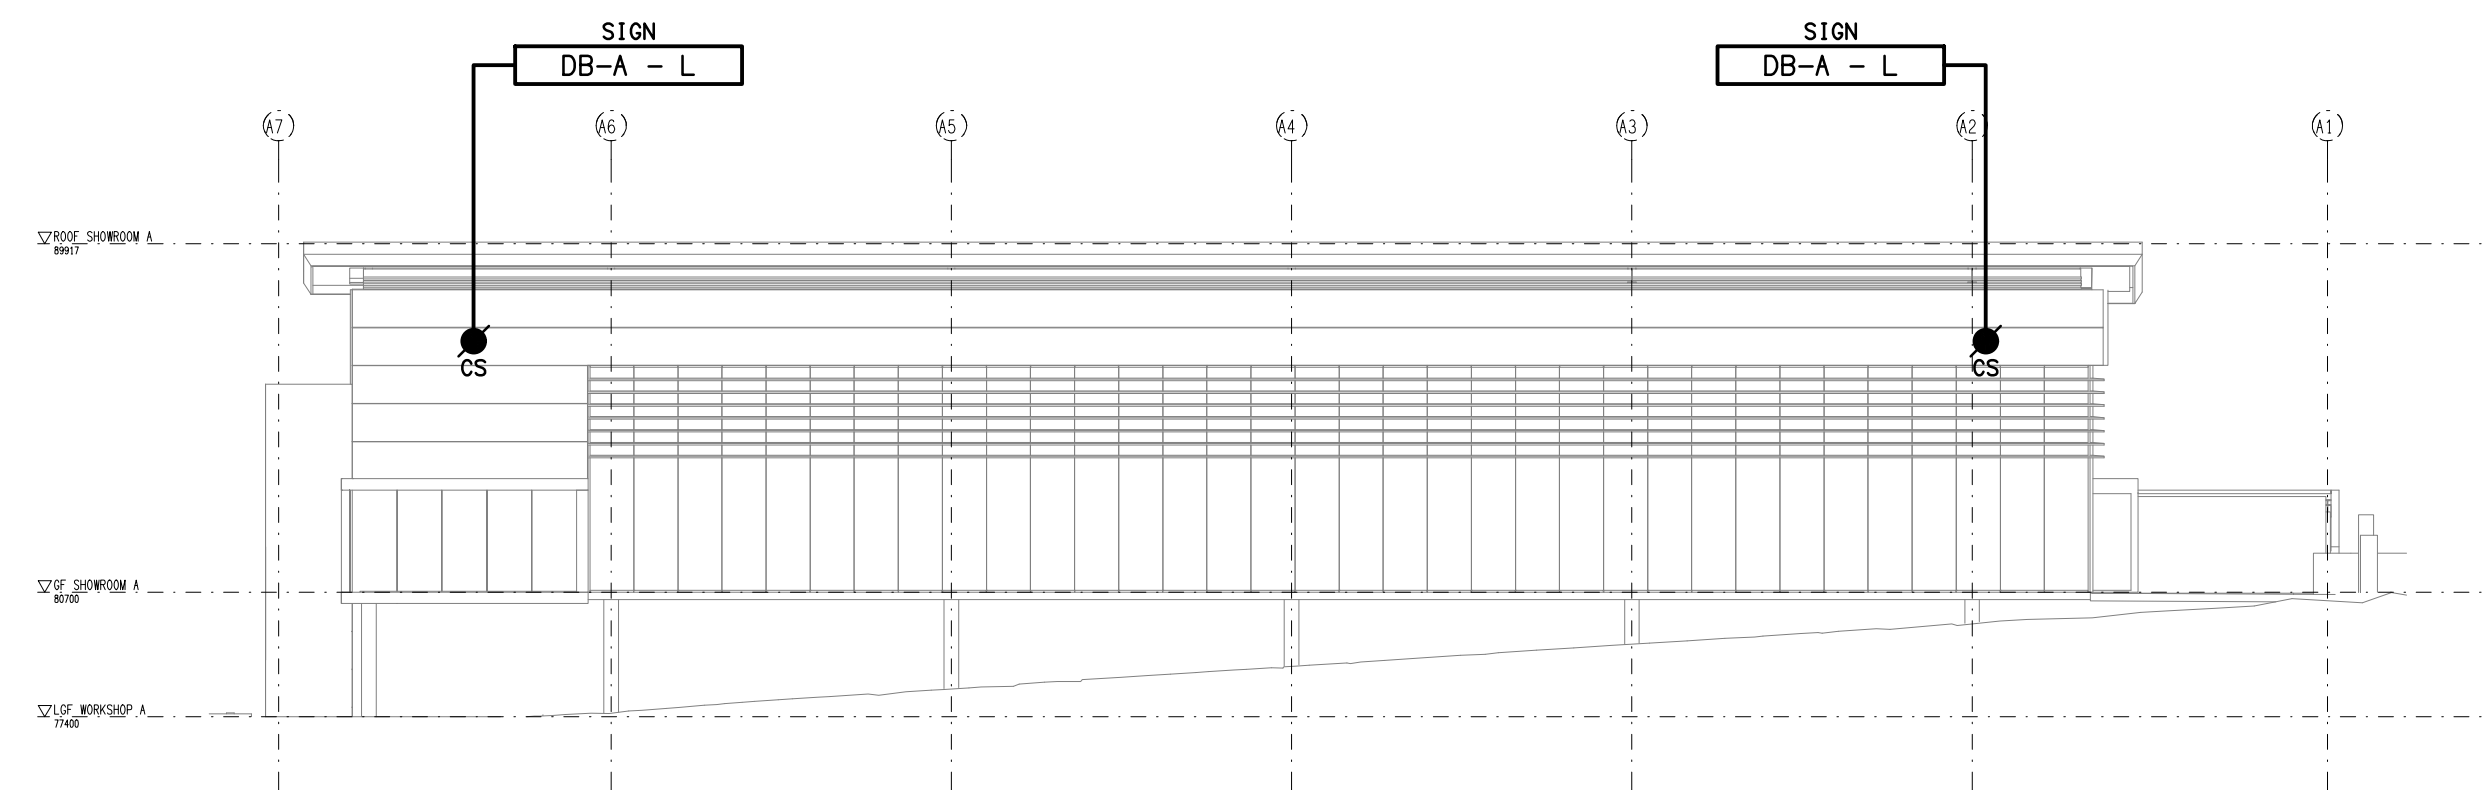 SIGN
DB-A - L
SIGN
DB-A - L
A7
A6
A5
A4
A3
A2
A1
ROOF SHOWROOM A
89917
CS
CS
GF SHOWROOM A
80700
LGF WORKSHOP A
77400